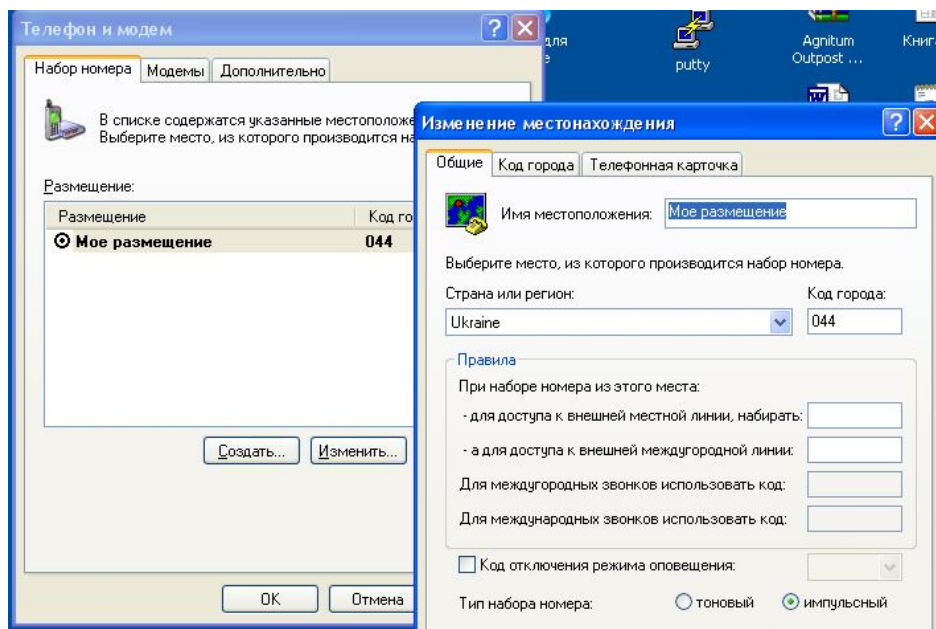 Телефон и модем
Набор номера Модемы Дополнительно
В списке содержатся указанные
Выберите место, из которого производится
Размещение:
Размещение Код
Мое размещение 044
Создать... Изменить...
OK Отмена
для
putty
Agnitum
Outpost ...
Изменение местонахождения
Общие Код города Телефонная карточка
Имя местоположения: Мое размещение
Выберите место, из которого производится набор номера.
Страна или регион: Код города:
Ukraine 044
Правила
При наборе номера из этого места:
- для доступа к внешней местной линии, набирать:
- а для доступа к внешней междугородной линии:
Для междугородных звонков использовать код:
Для международных звонков использовать код:
Код отключения режима оповещения:
Тип набора номера: тоновый импульсный